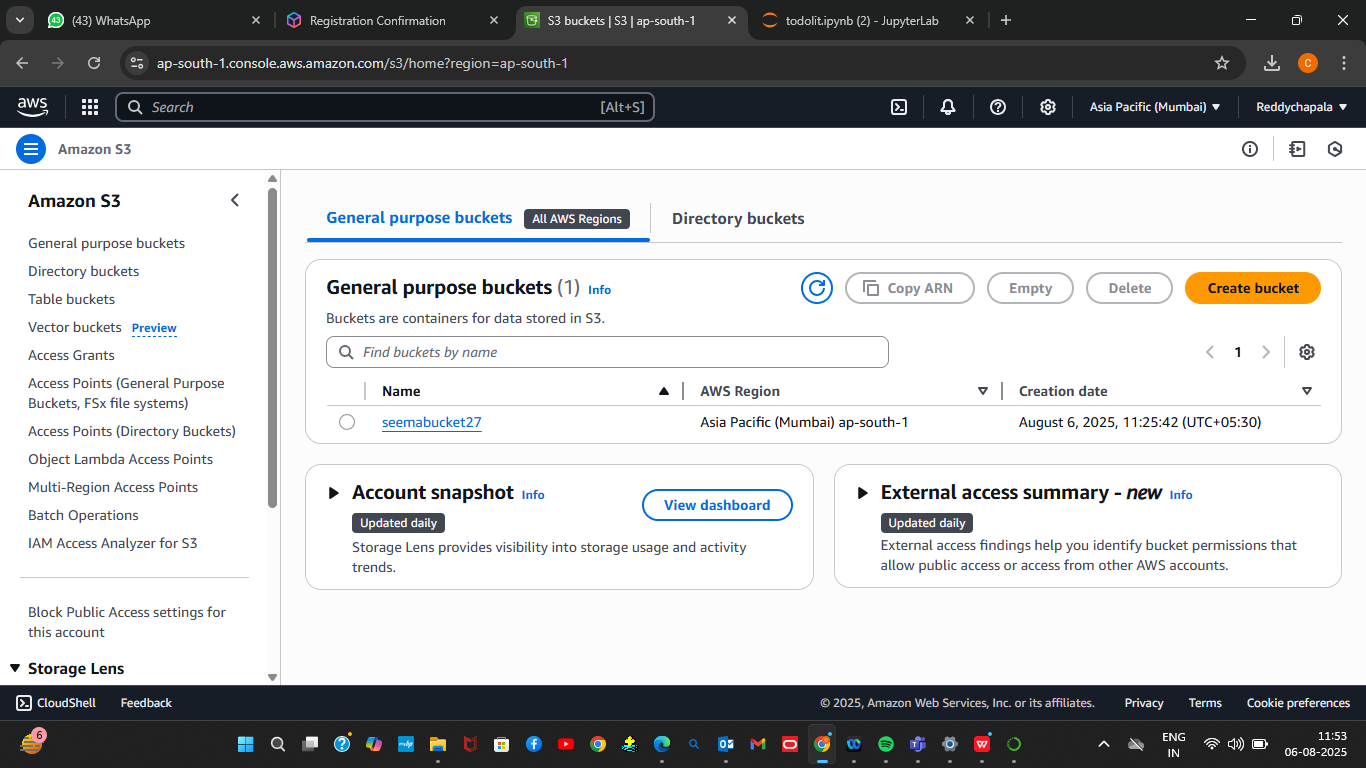 (43) WhatsApp
Registration Confirmation
S3 buckets | S3 | ap-south-1
todolit.ipynb (2) - JupyterLab
ap-south-1.console.aws.amazon.com/s3/home?region=ap-south-1
C
aws
Search
[Alt+S]
Asia Pacific (Mumbai)
Reddychapala
Amazon S3
Amazon S3
General purpose buckets
Directory buckets
Table buckets
Vector buckets Preview
Access Grants
Access Points (General Purpose
Buckets, FSx file systems)
Access Points (Directory Buckets)
Object Lambda Access Points
Multi-Region Access Points
Batch Operations
IAM Access Analyzer for S3
Block Public Access settings for
this account
Storage Lens
General purpose buckets All AWS Regions
Directory buckets
General purpose buckets (1) Info
Copy ARN
Empty
Delete
Create bucket
Buckets are containers for data stored in S3.
Find buckets by name
1
Name AWS Region Creation date
seemabucket27 Asia Pacific (Mumbai) ap-south-1 August 6, 2025, 11:25:42 (UTC+05:30)
Account snapshot Info
View dashboard
Updated daily
Storage Lens provides visibility into storage usage and activity
trends.
External access summary - new Info
Updated daily
External access findings help you identify bucket permissions that
allow public access or access from other AWS accounts.
CloudShell
Feedback
© 2025, Amazon Web Services, Inc. or its affiliates.
Privacy
Terms
Cookie preferences
6
ENG
IN
11:53
06-08-2025